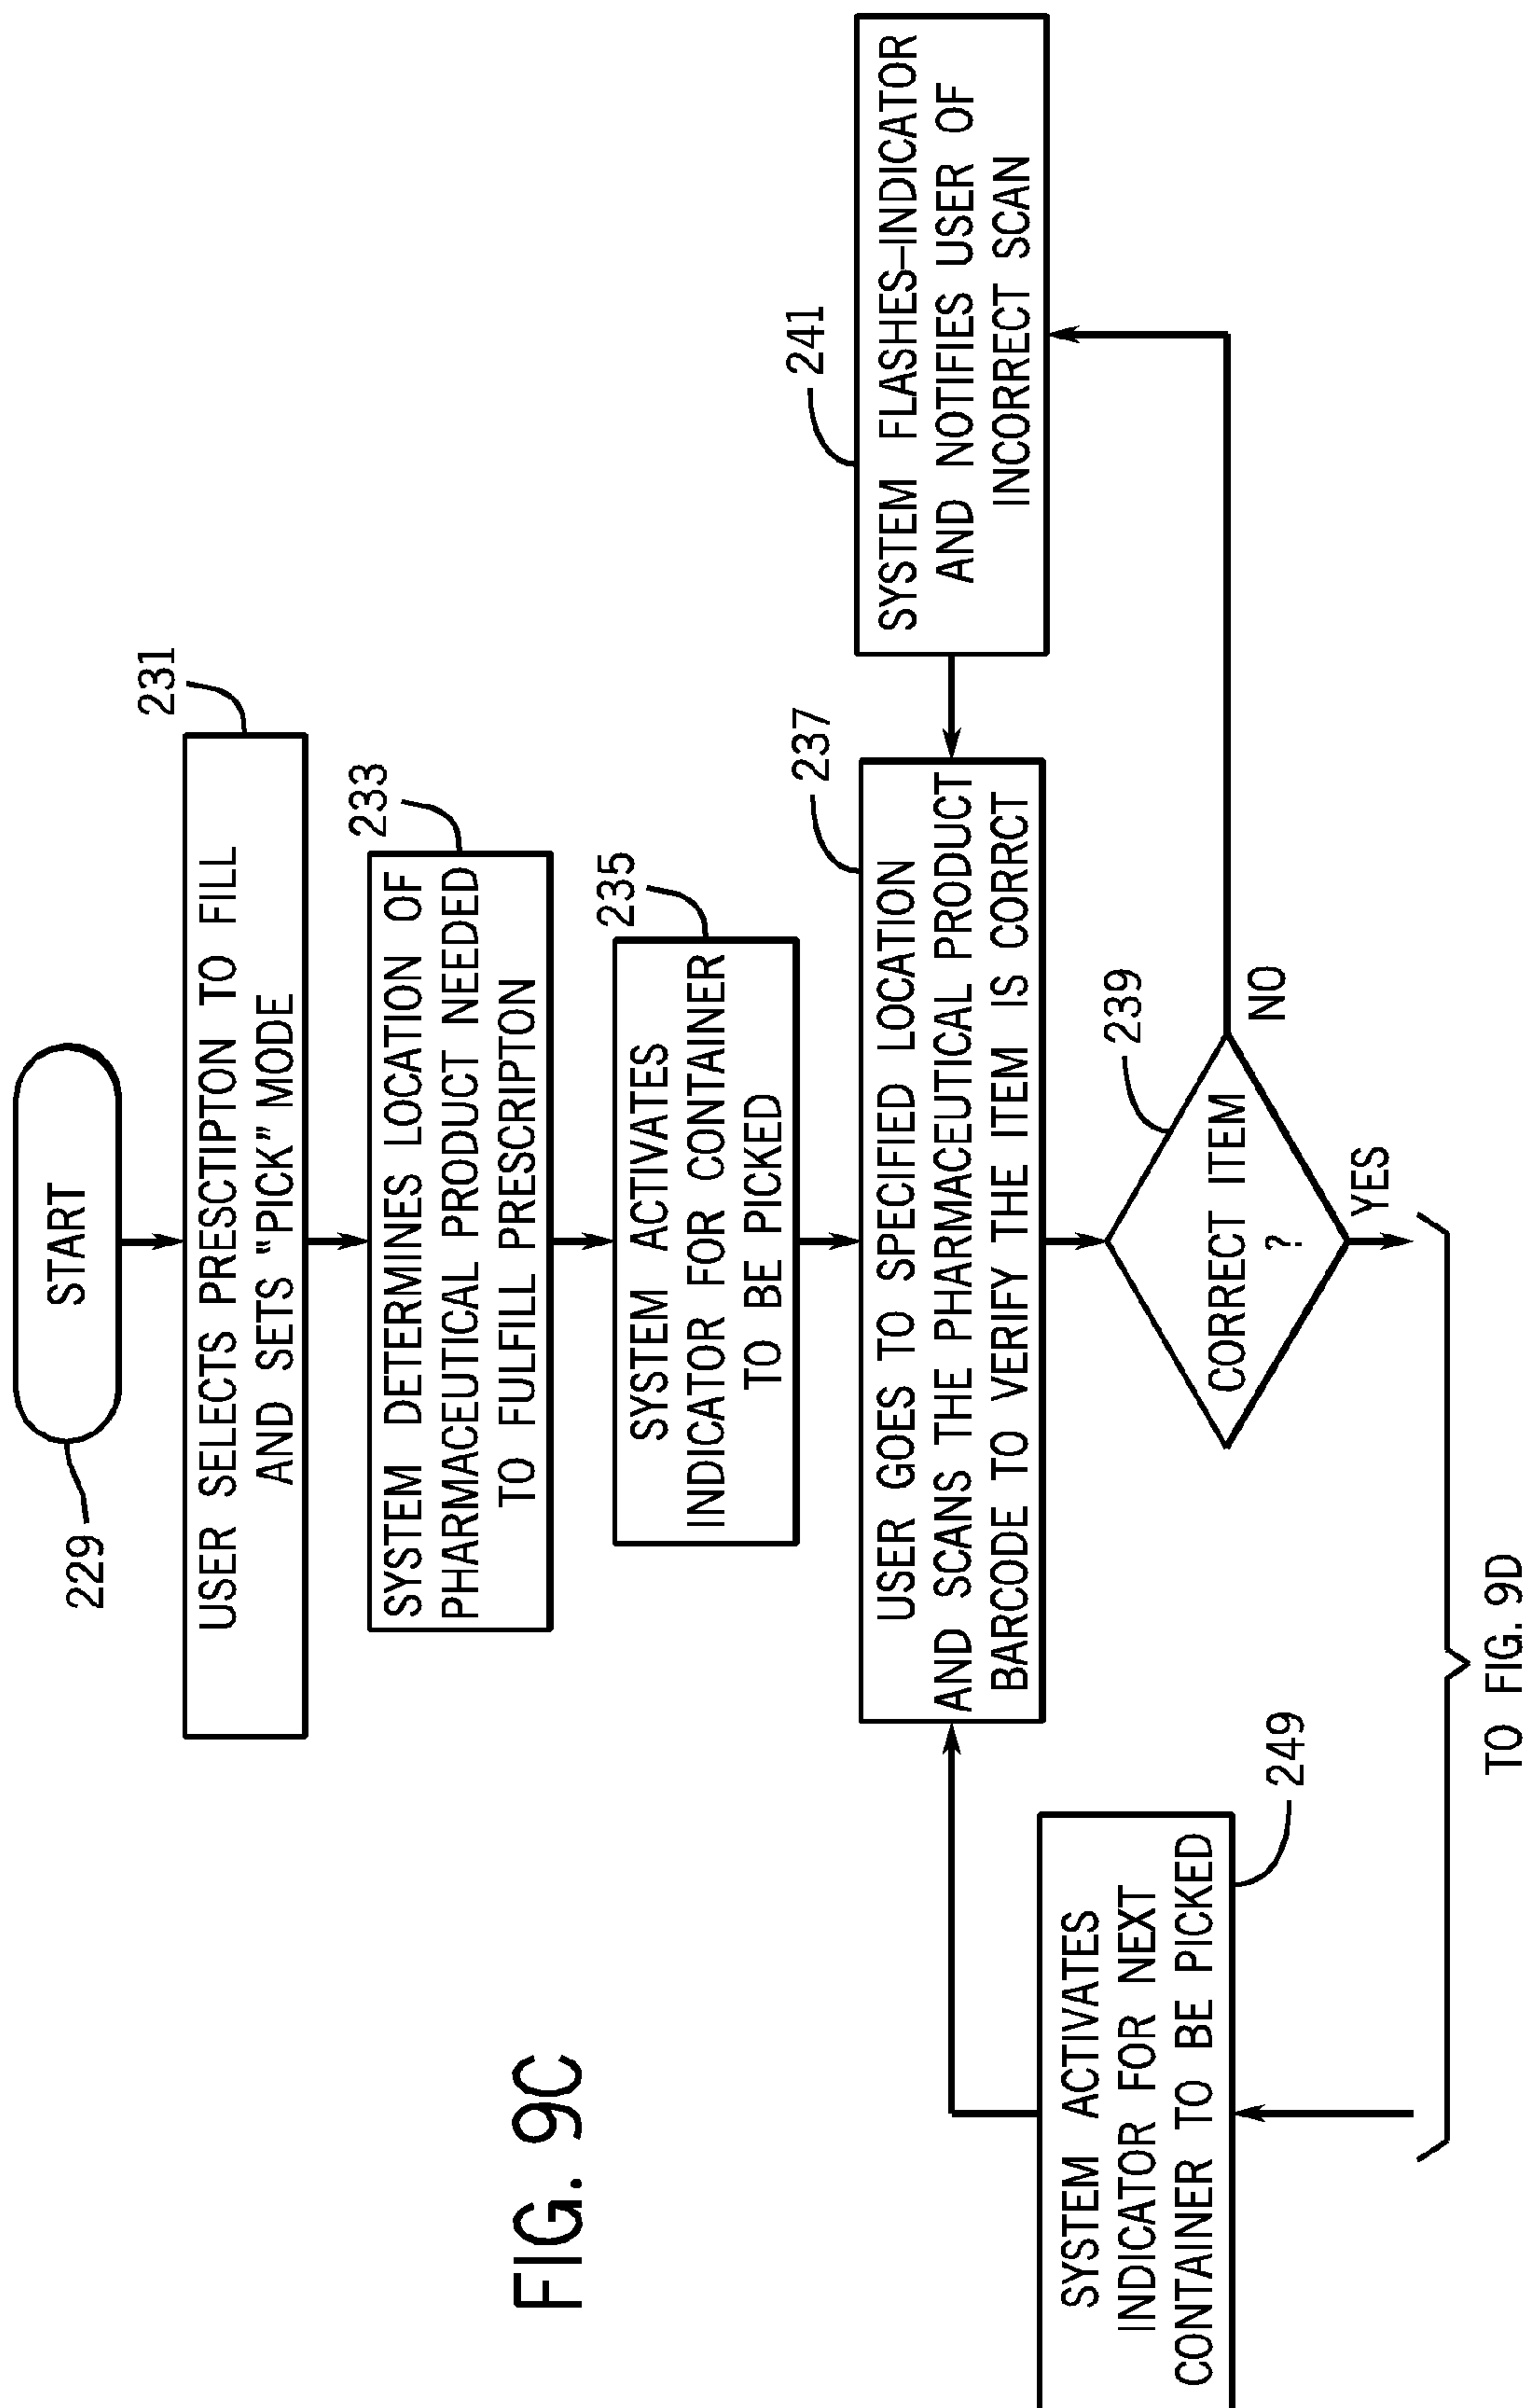 START
229
USER SELECTS PRESCTIPTON TO FILL
AND SETS "PICK" MODE
231
SYSTEM DETERMINES LOCATION OF
PHARMACEUTICAL PRODUCT NEEDED
TO FULFILL PRESCRIPTON
233
SYSTEM ACTIVATES
INDICATOR FOR CONTAINER
TO BE PICKED
235
USER GOES TO SPECIFIED LOCATION
AND SCANS THE PHARMACEUTICAL PRODUCT
BARCODE TO VERIFY THE ITEM IS CORRCT
237
SYSTEM FLASHES–INDICATOR
AND NOTIFIES USER OF
INCORRECT SCAN
241
CORRECT ITEM
?
239
NO
YES
SYSTEM ACTIVATES
INDICATOR FOR NEXT
CONTAINER TO BE PICKED
249
TO FIG. 9D
FIG. 9C